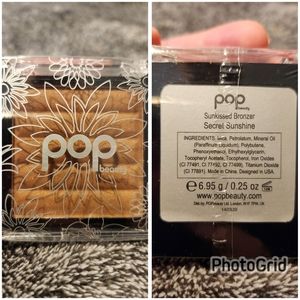 pop
beauty
pop
beauty
Sunkissed Bronzer
Secret Sunshine
INGREDIENTS: Mica, Petrolatum, Mineral Oil
(Paraffinum Liquidum), Polybutene,
Phenoxyethanol, Ethylhexylglycerin,
Tocopheryl Acetate, Tocopherol, Iron Oxides
(CI 77491, CI 77492, CI 77499), Titanium Dioxide
(CI 77891). Made in China. Designed in USA.
e 6.95 g / 0.25 oz
www.popbeauty.com
PhotoGrid